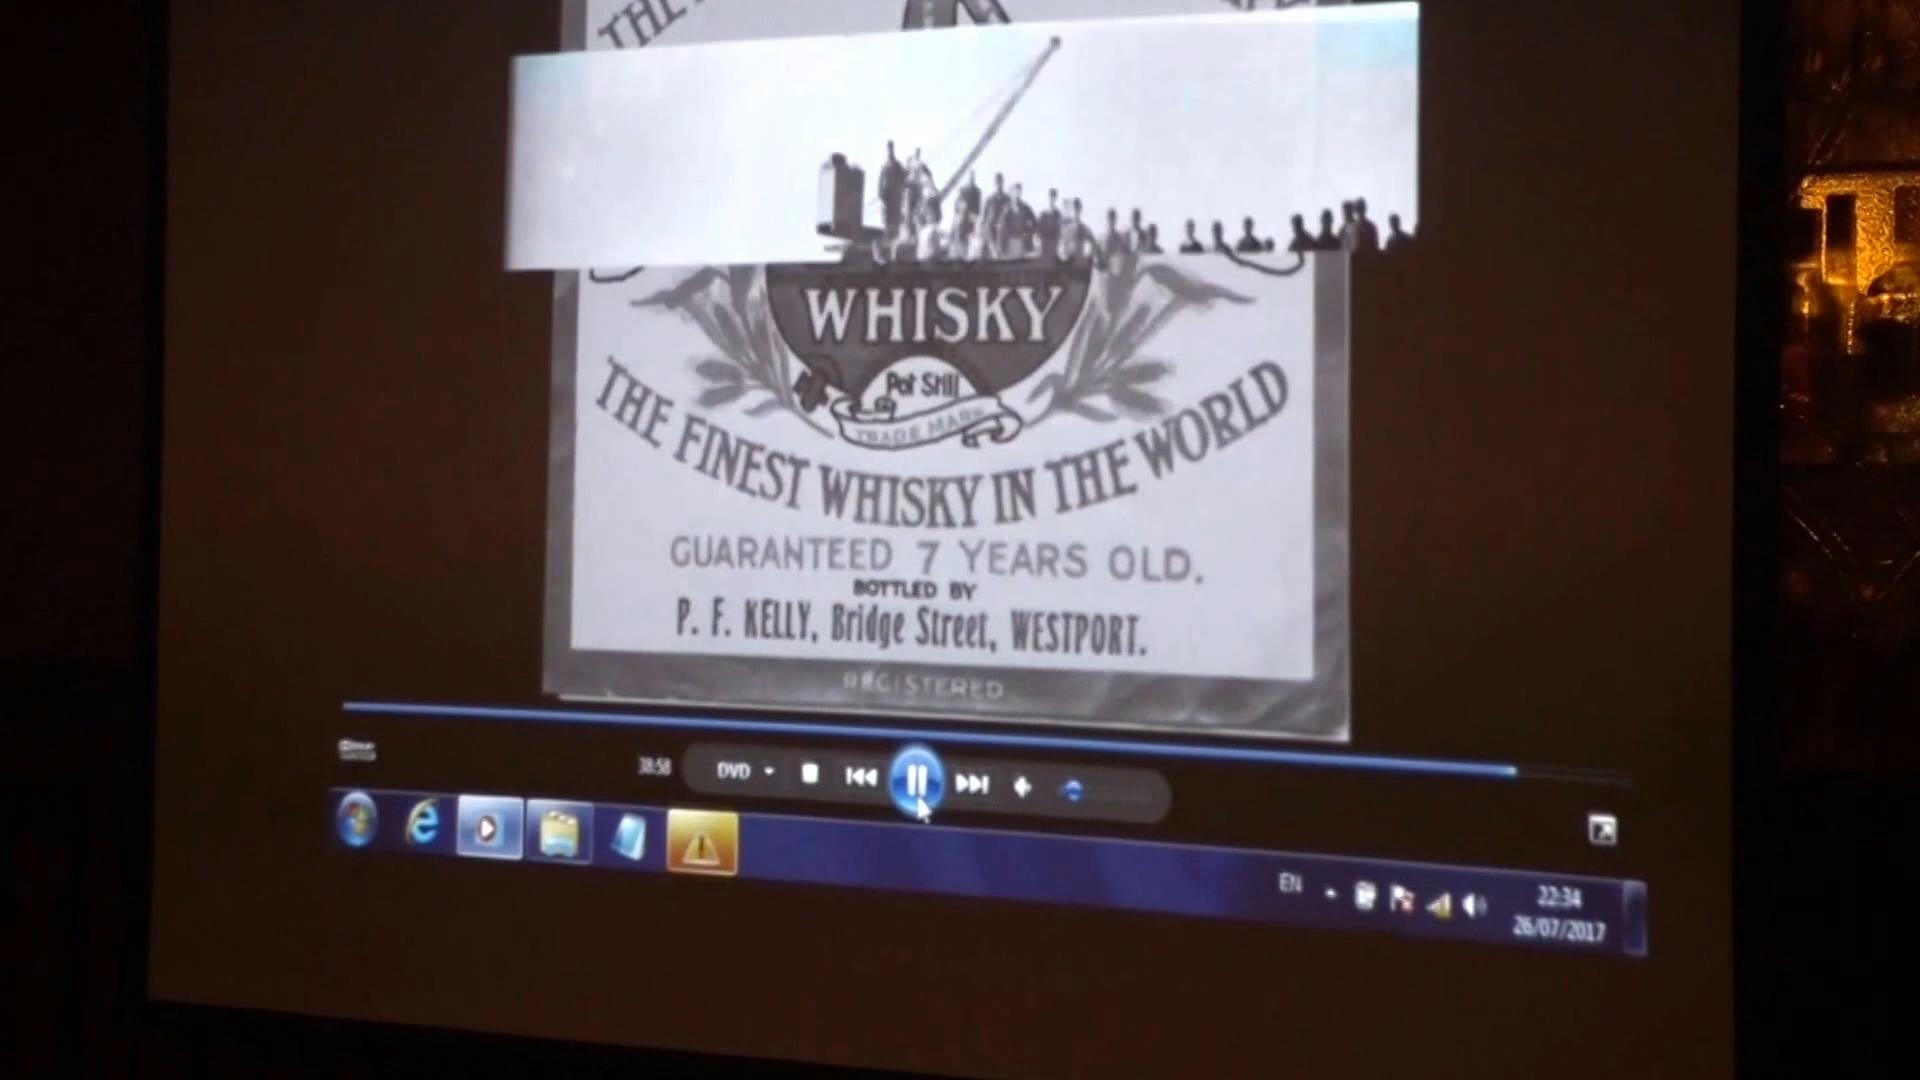 THE
WHISKY
Pot Still
TRADE MARK
THE FINEST WHISKY IN THE WORLD
GUARANTEED 7 YEARS OLD.
BOTTLED BY
P. F. KELLY, Bridge Street, WESTPORT.
REGISTERED
38:58
DVD
EN
22:34
26/07/2017